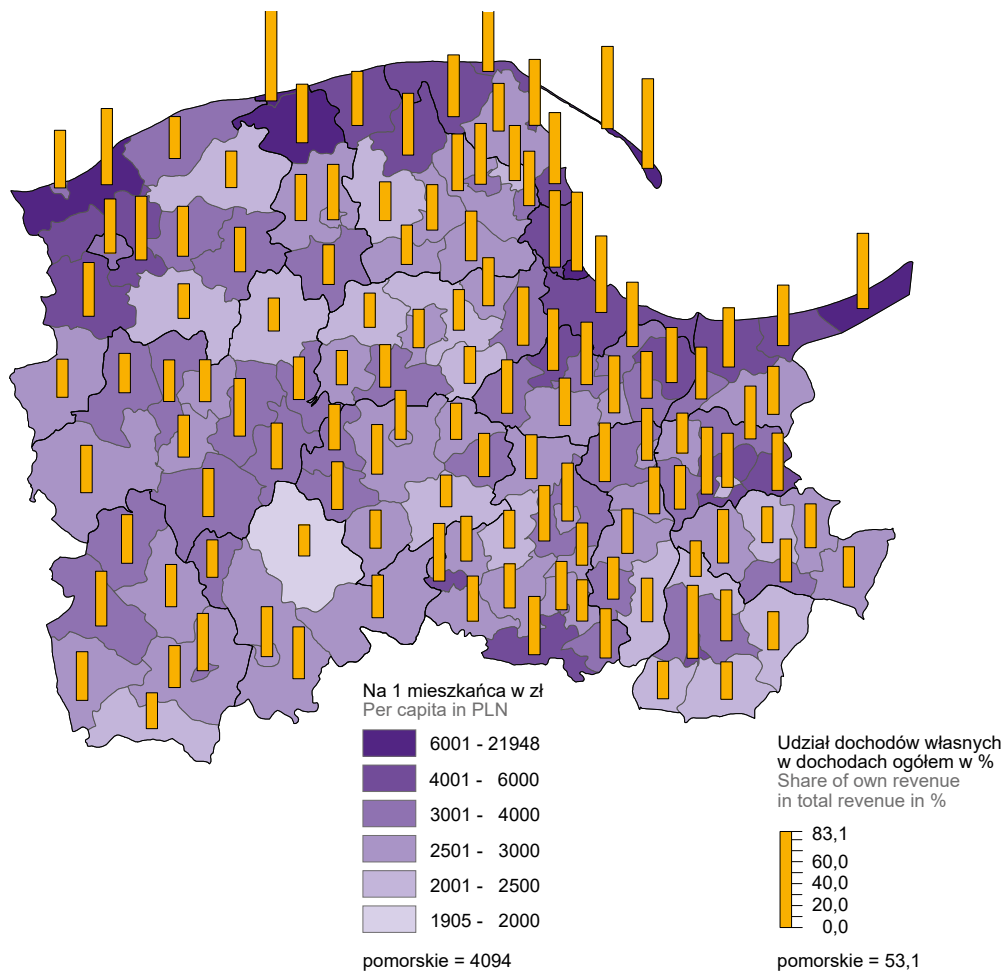 Na 1 mieszkańca w zł
Per capita in PLN
6001 - 21948
4001 - 6000
3001 - 4000
2501 - 3000
2001 - 2500
1905 - 2000
pomorskie = 4094
Udział dochodów własnych
w dochodach ogółem w %
Share of own revenue
in total revenue in %
83,1
60,0
40,0
20,0
0,0
pomorskie = 53,1